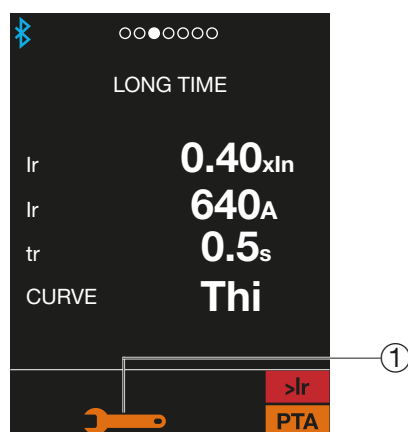 LONG TIME
Ir 0.40xIn
Ir 640A
tr 0.5s
CURVE Thi
1
>Ir
PTA